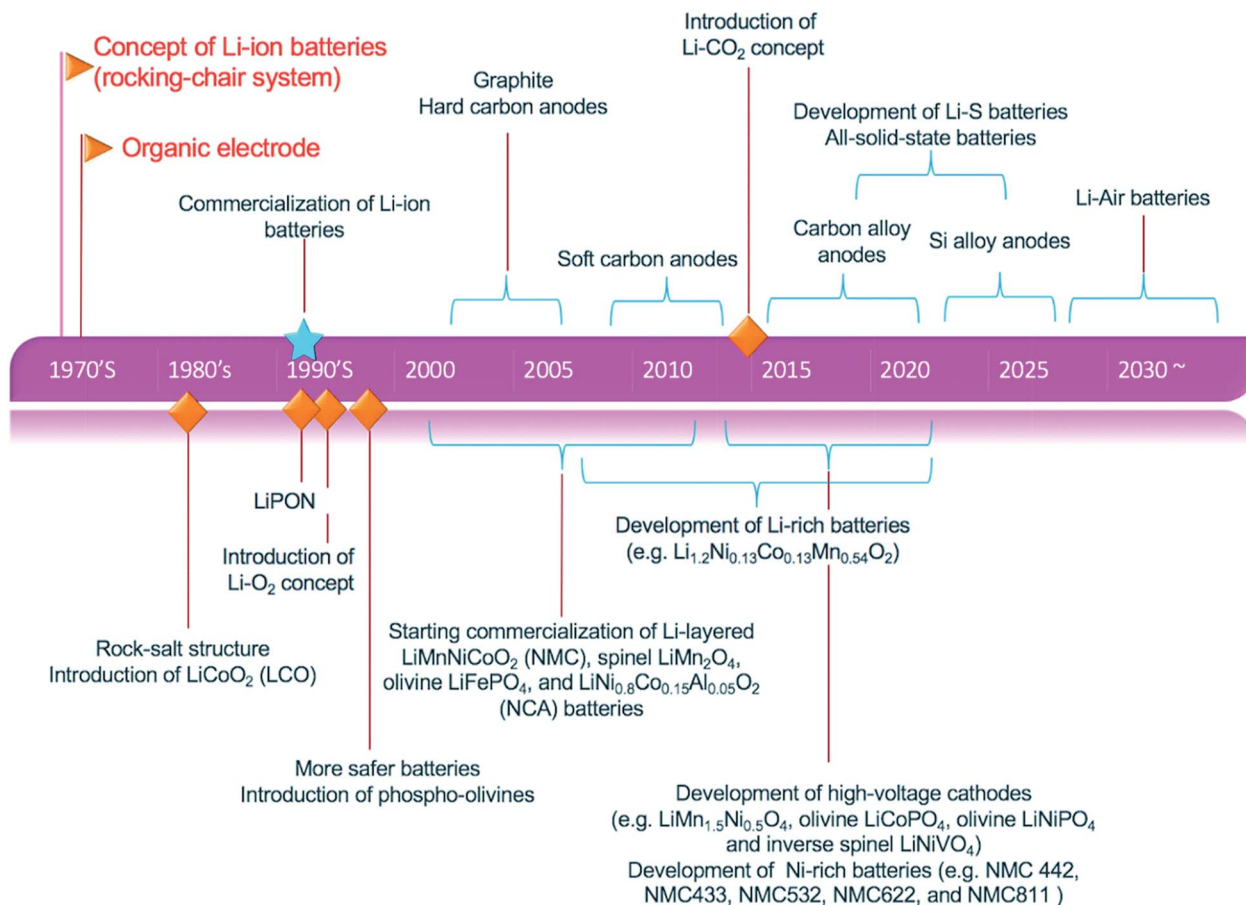 Concept of Li-ion batteries
(rocking-chair system)
Organic electrode
Commercialization of Li-ion
batteries
Graphite
Hard carbon anodes
Soft carbon anodes
Introduction of
Li-CO₂ concept
Development of Li-S batteries
All-solid-state batteries
Carbon alloy
anodes
Si alloy anodes
Li-Air batteries
1970'S 1980's 1990'S 2000 2005 2010 2015 2020 2025 2030 ~
LiPON
Introduction of
Li-O₂ concept
Rock-salt structure
Introduction of LiCoO₂ (LCO)
More safer batteries
Introduction of phospho-olivines
Starting commercialization of Li-layered
LiMnNiCoO₂ (NMC), spinel LiMn₂O₄,
olivine LiFePO₄, and LiNi₀.₈Co₀.₁₅Al₀.₀₅O₂
(NCA) batteries
Development of Li-rich batteries
(e.g. Li₁.₂Ni₀.₁₃Co₀.₁₃Mn₀.₅₄O₂)
Development of high-voltage cathodes
(e.g. LiMn₁.₅Ni₀.₅O₄, olivine LiCoPO₄, olivine LiNiPO₄
and inverse spinel LiNiVO₄)
Development of Ni-rich batteries (e.g. NMC 442,
NMC433, NMC532, NMC622, and NMC811 )